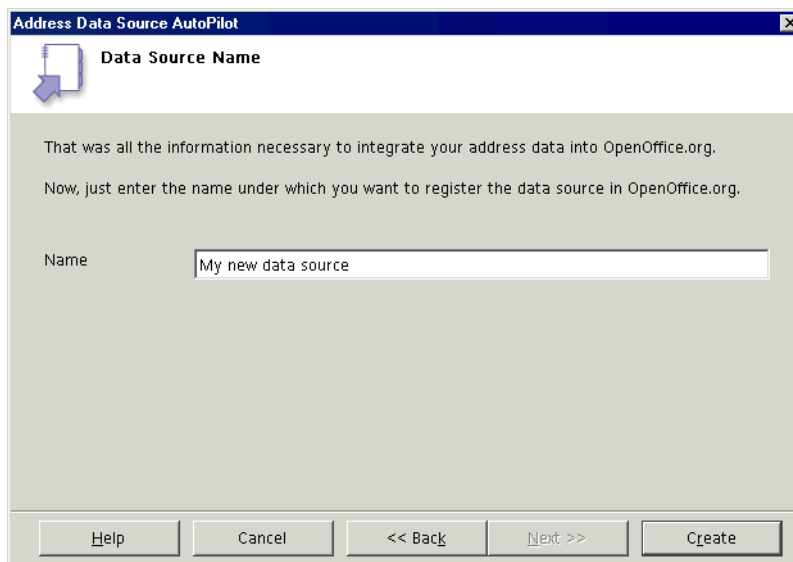 Address Data Source AutoPilot
Data Source Name
That was all the information necessary to integrate your address data into OpenOffice.org.
Now, just enter the name under which you want to register the data source in OpenOffice.org.
Name
My new data source
Help
Cancel
<< Back
Next >>
Create